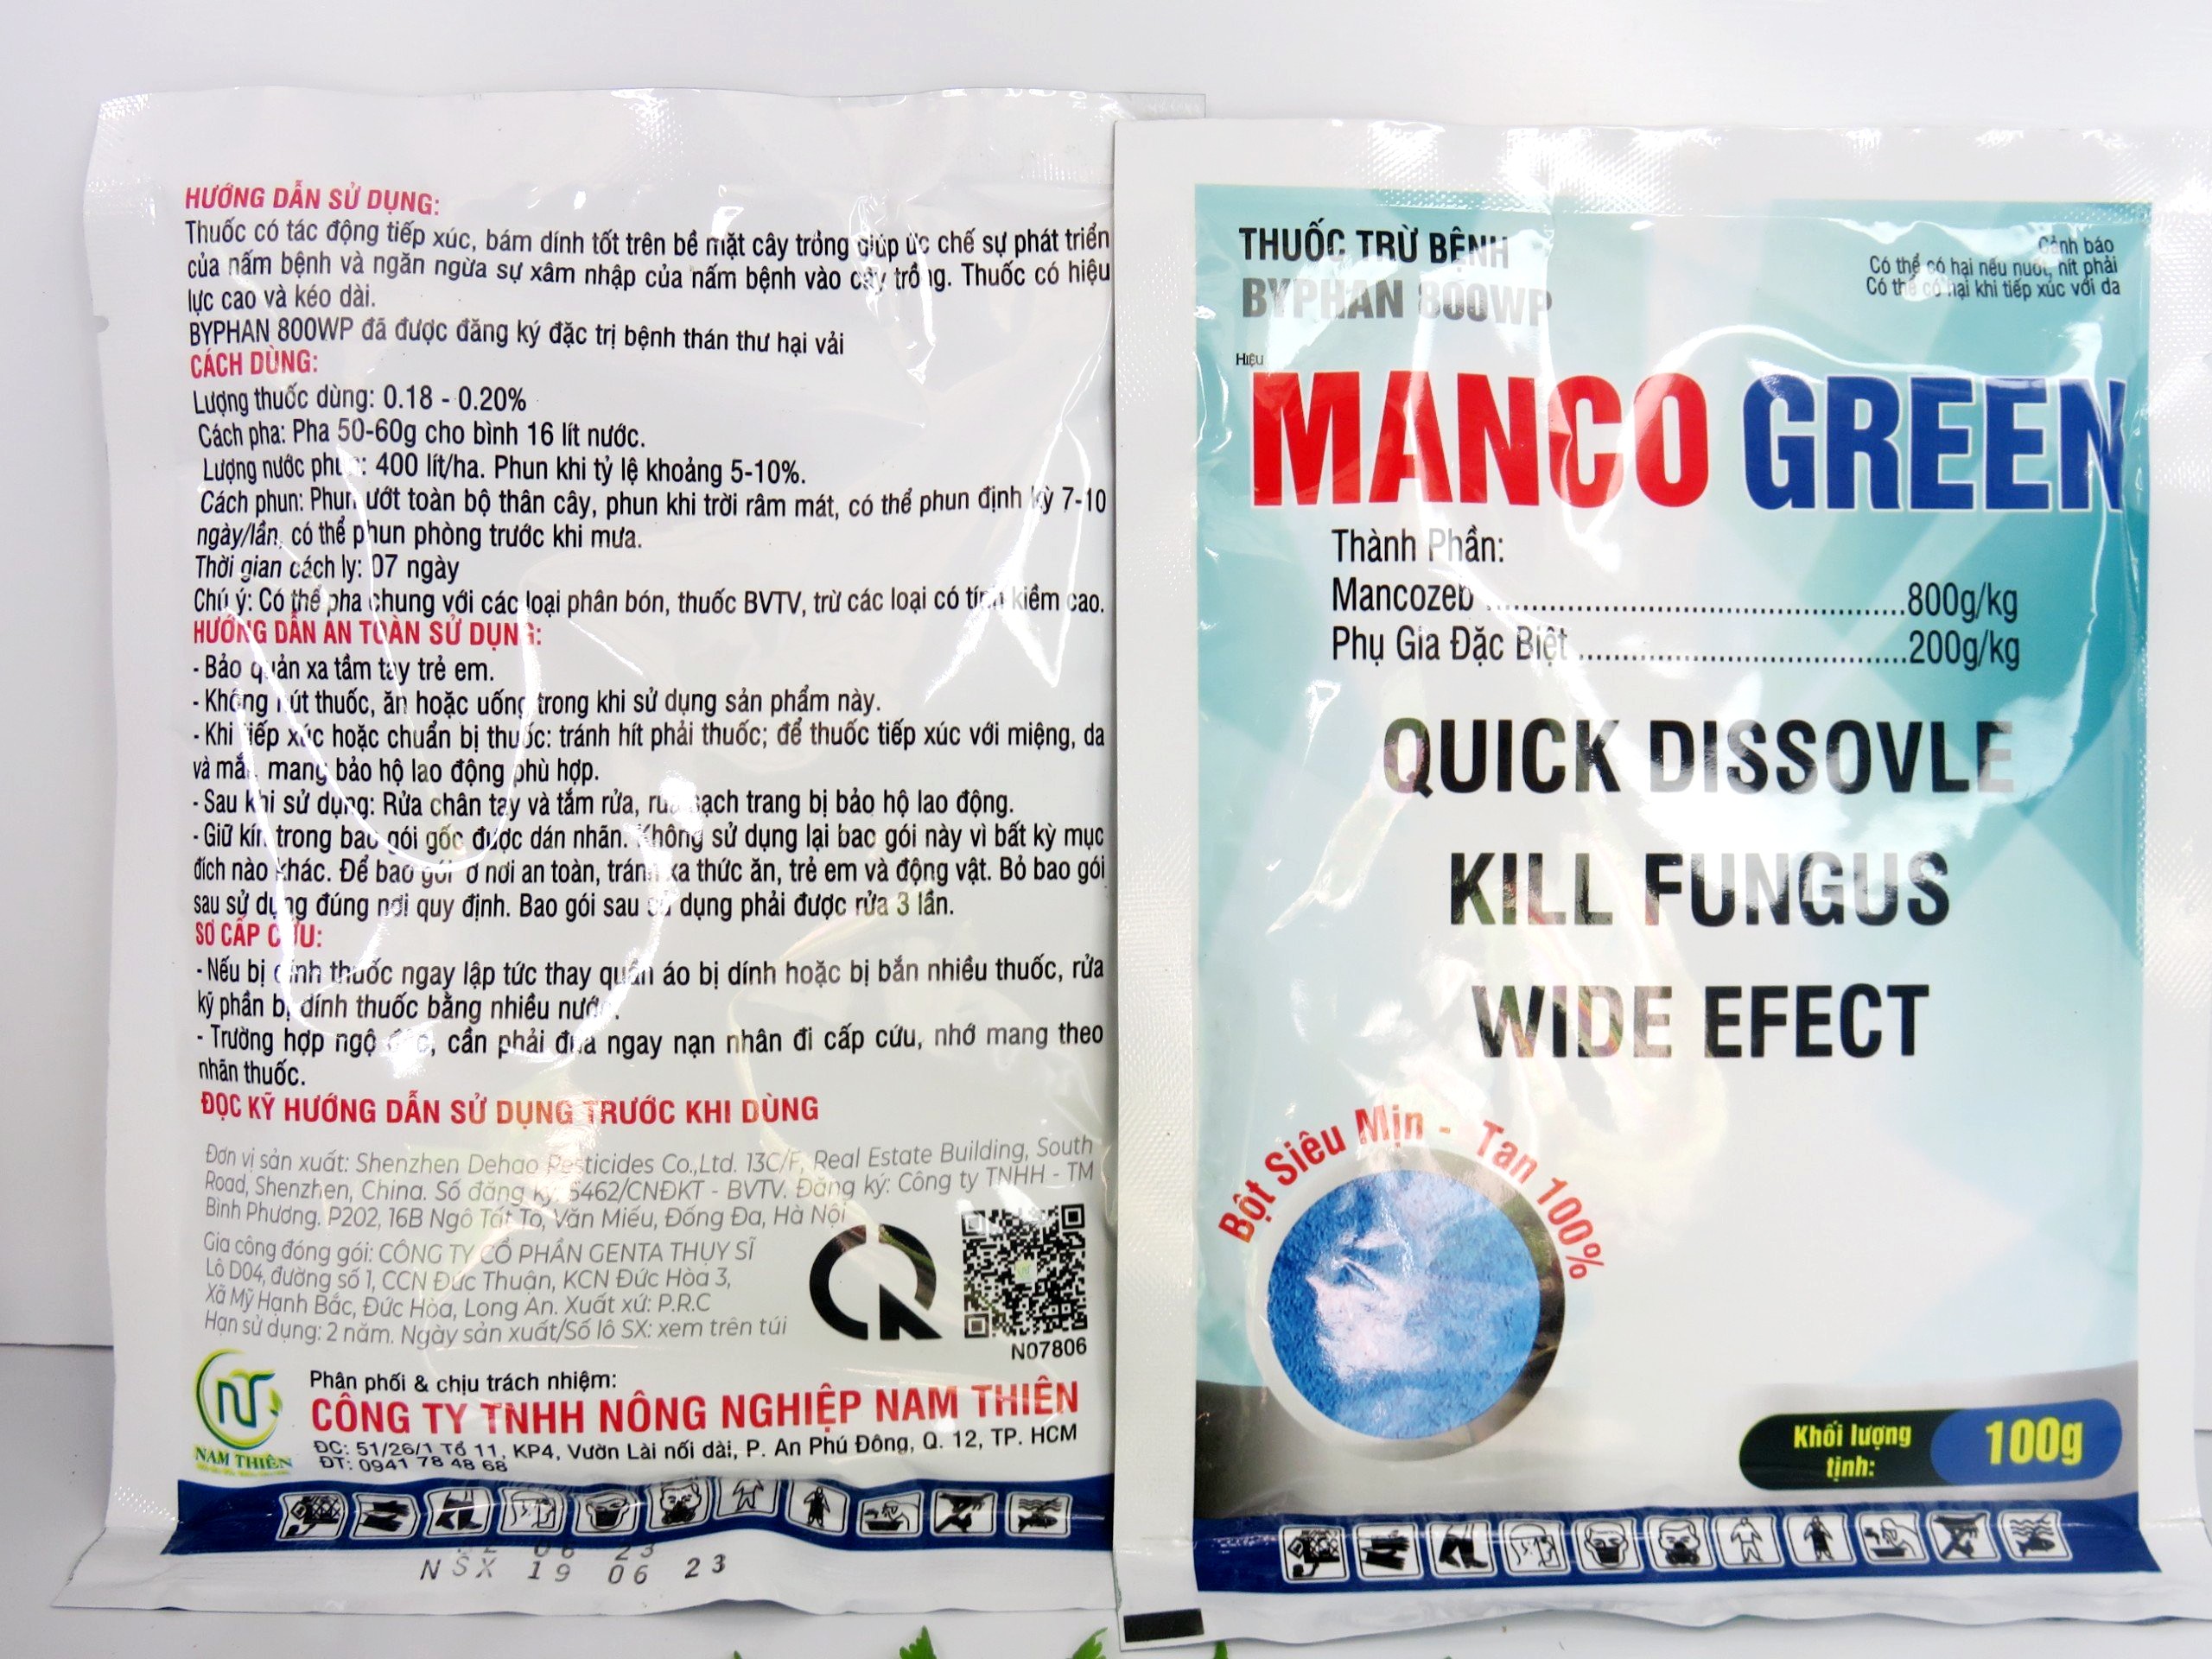 HƯỚNG DẪN SỬ DỤNG:
Thuốc có tác động tiếp xúc, bám dính tốt trên bề mặt cây trồng giúp ức chế sự phát triển
của nấm bệnh và ngăn ngừa sự xâm nhập của nấm bệnh vào cây trồng. Thuốc có hiệu
lực cao và kéo dài.
BYPHAN 800WP đã được đăng ký đặc trị bệnh thán thư hại vải
CÁCH DÙNG:
Lượng thuốc dùng: 0.18 - 0.20%
Cách pha: Pha 50-60g cho bình 16 lít nước.
Lượng nước phun: 400 lít/ha. Phun khi tỷ lệ khoảng 5-10%.
Cách phun: Phun ướt toàn bộ thân cây, phun khi trời râm mát, có thể phun định kỳ 7-10
ngày/lần, có thể phun phòng trước khi mưa.
Thời gian cách ly: 07 ngày
Chú ý: Có thể pha chung với các loại phân bón, thuốc BVTV, trừ các loại có tính kiềm cao.
HƯỚNG DẪN AN TOÀN SỬ DỤNG:
- Bảo quản xa tầm tay trẻ em.
- Không hút thuốc, ăn hoặc uống trong khi sử dụng sản phẩm này.
- Khi tiếp xúc hoặc chuẩn bị thuốc: tránh hít phải thuốc; để thuốc tiếp xúc với miệng, da
và mắt, mang bảo hộ lao động phù hợp.
- Sau khi sử dụng: Rửa chân tay và tắm rửa, rửa sạch trang bị bảo hộ lao động.
- Giữ kín trong bao gói gốc được dán nhãn. Không sử dụng lại bao gói này vì bất kỳ mục
đích nào khác. Để bao gói ở nơi an toàn, tránh xa thức ăn, trẻ em và động vật. Bỏ bao gói
sau sử dụng đúng nơi quy định. Bao gói sau sử dụng phải được rửa 3 lần.
SƠ CẤP CỨU:
- Nếu bị dính thuốc ngay lập tức thay quần áo bị dính hoặc bị bắn nhiều thuốc, rửa
kỹ phần bị dính thuốc bằng nhiều nước.
- Trường hợp ngộ độc, cần phải đưa ngay nạn nhân đi cấp cứu, nhớ mang theo
nhãn thuốc.
ĐỌC KỸ HƯỚNG DẪN SỬ DỤNG TRƯỚC KHI DÙNG
Đơn vị sản xuất: Shenzhen Dehao Pesticides Co.,Ltd. 13C/F, Real Estate Building, South
Road, Shenzhen, China. Số đăng ký: 5462/CNĐKT - BVTV. Đăng ký: Công ty TNHH - TM
Bình Phương. P202, 16B Ngô Tất Tố, Văn Miếu, Đống Đa, Hà Nội
Gia công đóng gói: CÔNG TY CỔ PHẦN GENTA THỤY SĨ
Lô D04, đường số 1, CCN Đức Thuận, KCN Đức Hòa 3,
Xã Mỹ Hạnh Bắc, Đức Hòa, Long An. Xuất xứ: P.R.C
Hạn sử dụng: 2 năm. Ngày sản xuất/Số lô SX: xem trên túi
N07806
NAM THIÊN
Phân phối & chịu trách nhiệm:
CÔNG TY TNHH NÔNG NGHIỆP NAM THIÊN
ĐC: 51/26/1 Tổ 11, KP4, Vườn Lài nối dài, P. An Phú Đông, Q. 12, TP. HCM
ĐT: 0941 78 48 68
06 23
NSX 19 06 23
THUỐC TRỪ BỆNH
BYPHAN 800WP
Cảnh báo
Có thể có hại nếu nuốt, hít phải
Có thể có hại khi tiếp xúc với da
Hiệu
MANCO GREEN
Thành Phần:
Mancozeb ........................................800g/kg
Phụ Gia Đặc Biệt ................................200g/kg
QUICK DISSOVLE
KILL FUNGUS
WIDE EFECT
Bột Siêu Mịn - Tan 100%
Khối lượng
tịnh:
100g